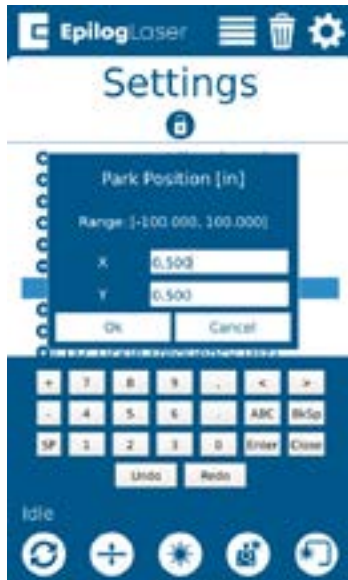 EpilogLaser
Settings
Park Position [in]
Range: [-100.000, 100.000]
X 0.500
Y 0.500
Ok Cancel
+ 7 8 9 , < >
- 4 5 6 . ABC BkSp
SP 1 2 3 0 Enter Close
Undo Redo
Idle